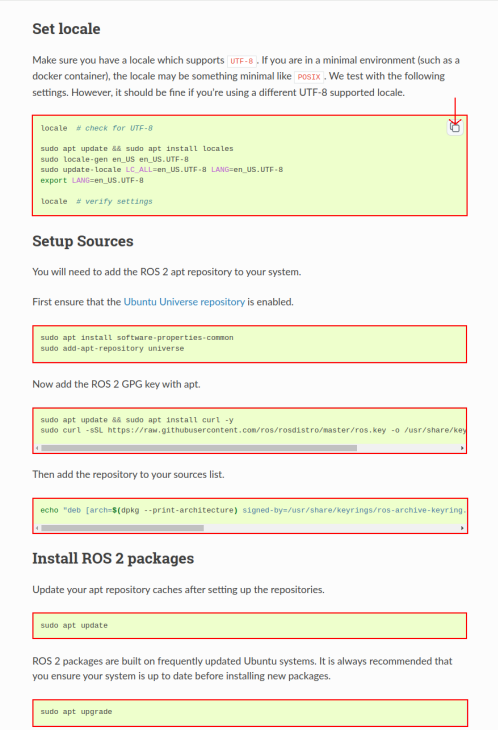 Set locale
Make sure you have a locale which supports UTF-8 . If you are in a minimal environment (such as a
docker container), the locale may be something minimal like POSIX . We test with the following
settings. However, it should be fine if you're using a different UTF-8 supported locale.
locale  # check for UTF-8
sudo apt update && sudo apt install locales
sudo locale-gen en_US en_US.UTF-8
sudo update-locale LC_ALL=en_US.UTF-8 LANG=en_US.UTF-8
export LANG=en_US.UTF-8
locale  # verify settings
Setup Sources
You will need to add the ROS 2 apt repository to your system.
First ensure that the Ubuntu Universe repository is enabled.
sudo apt install software-properties-common
sudo add-apt-repository universe
Now add the ROS 2 GPG key with apt.
sudo apt update && sudo apt install curl -y
sudo curl -sSL https://raw.githubusercontent.com/ros/rosdistro/master/ros.key -o /usr/share/key
Then add the repository to your sources list.
echo "deb [arch=$(dpkg --print-architecture) signed-by=/usr/share/keyrings/ros-archive-keyring.
Install ROS 2 packages
Update your apt repository caches after setting up the repositories.
sudo apt update
ROS 2 packages are built on frequently updated Ubuntu systems. It is always recommended that
you ensure your system is up to date before installing new packages.
sudo apt upgrade